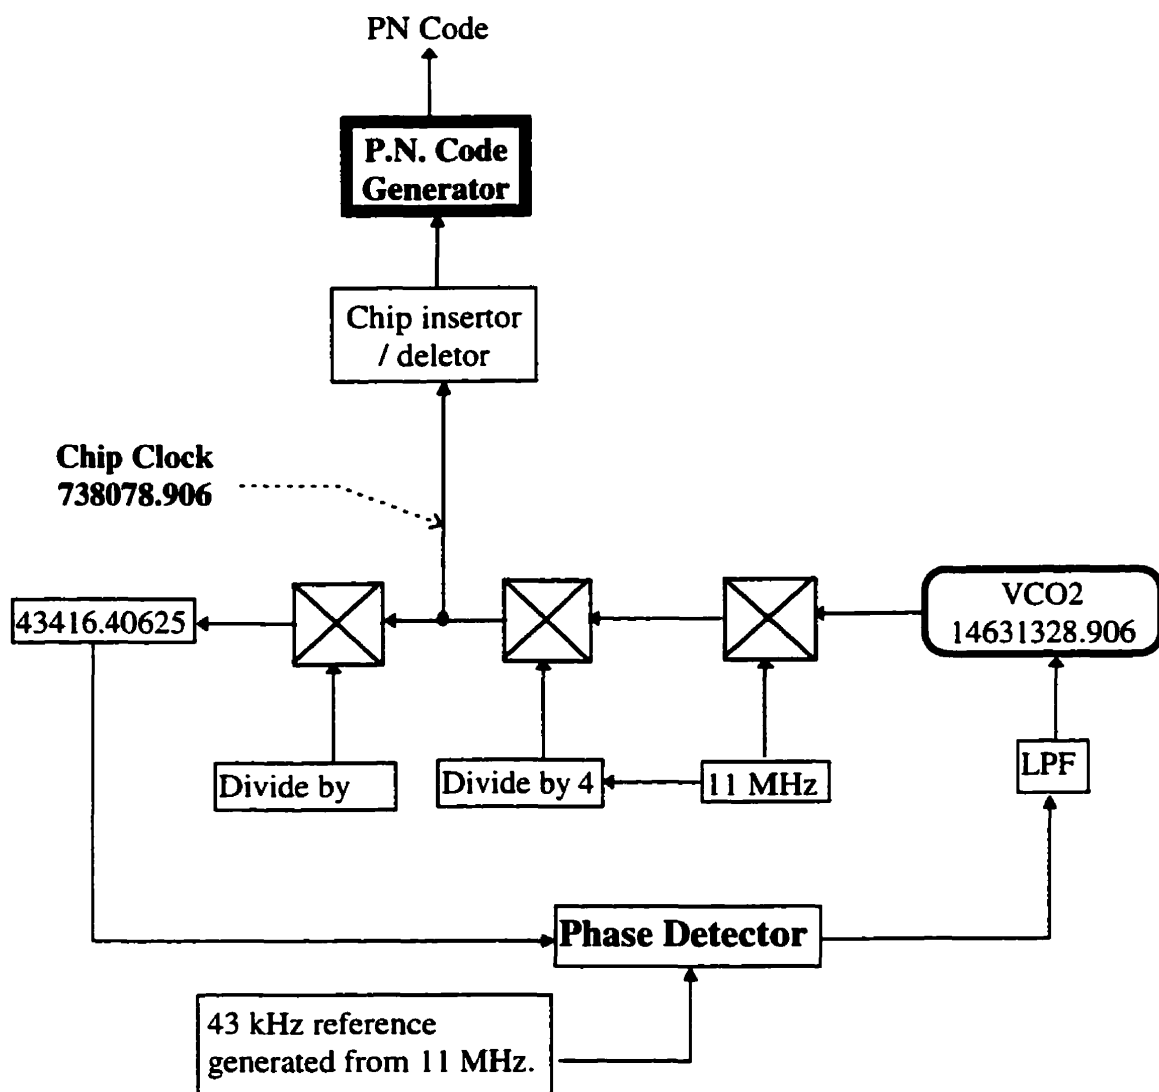 PN Code
P.N. Code
Generator
Chip insertor
/ deletor
Chip Clock
738078.906
43416.40625
VCO2
14631328.906
Divide by
Divide by 4
11 MHz
LPF
Phase Detector
43 kHz reference
generated from 11 MHz.